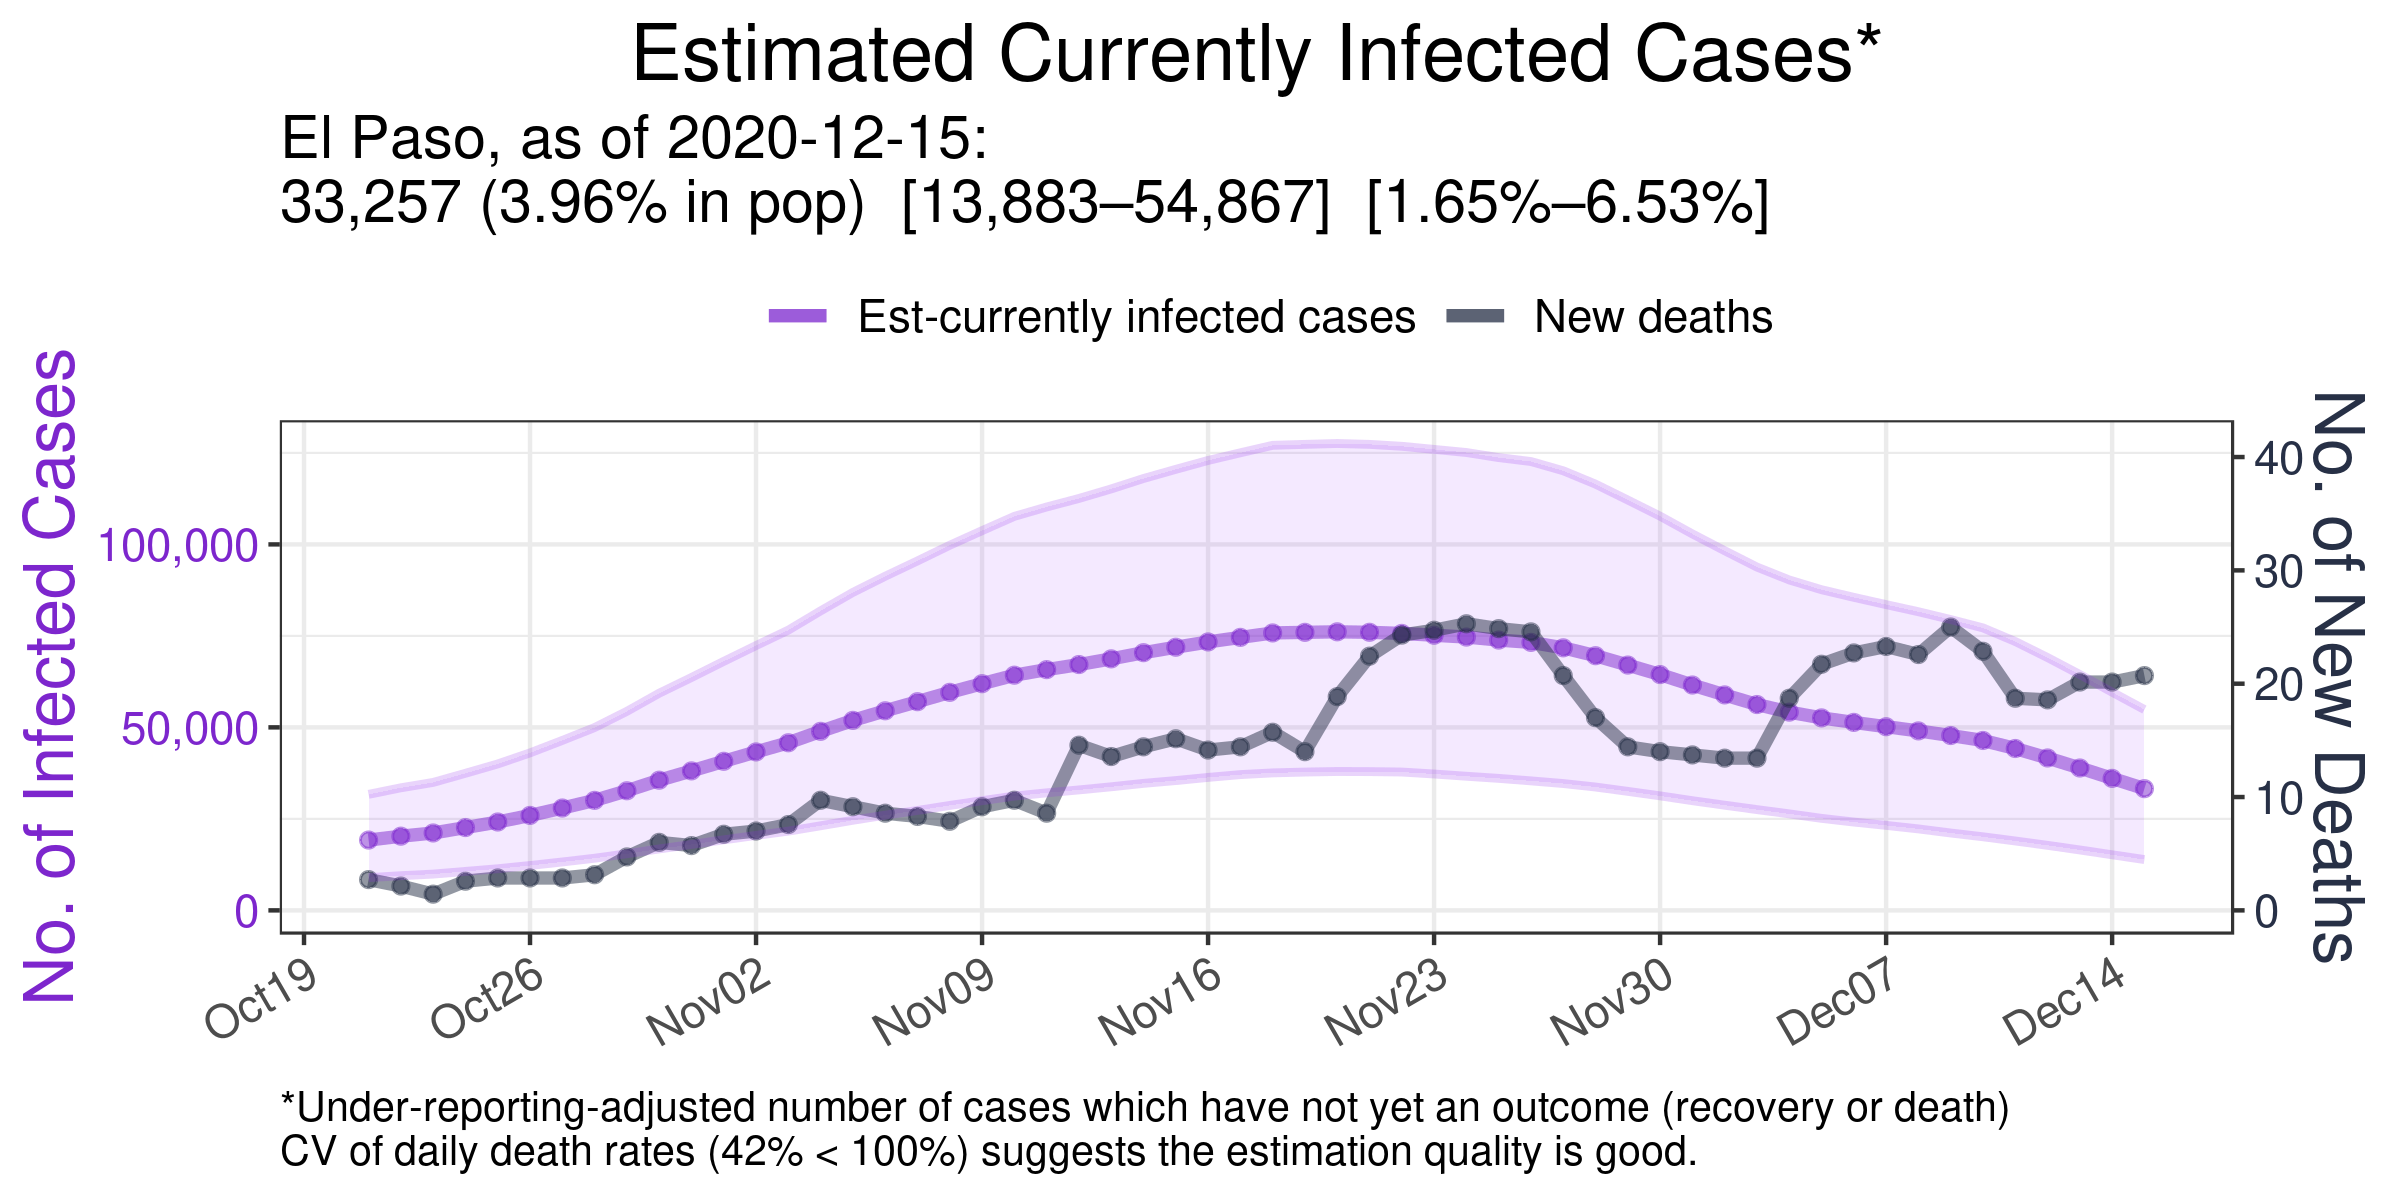 Estimated Currently Infected Cases*
El Paso, as of 2020-12-15:
33,257 (3.96% in pop)  [13,883–54,867]  [1.65%–6.53%]
Est-currently infected cases
New deaths
No. of Infected Cases
100,000
50,000
0
40
30
20
10
0
No. of New Deaths
Oct19
Oct26
Nov02
Nov09
Nov16
Nov23
Nov30
Dec07
Dec14
*Under-reporting-adjusted number of cases which have not yet an outcome (recovery or death)
CV of daily death rates (42% < 100%) suggests the estimation quality is good.